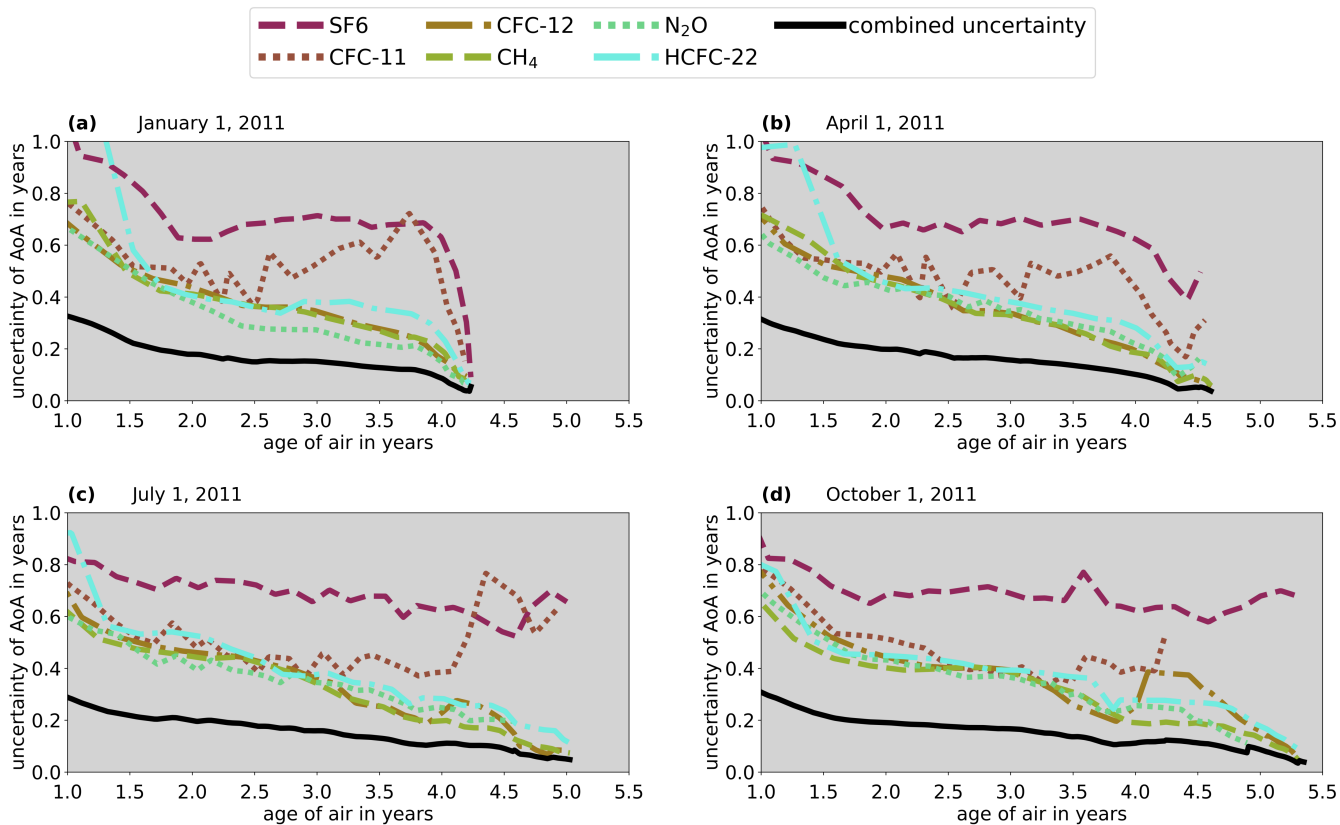 SF6 CFC-12 N₂O combined uncertainty
CFC-11 CH₄ HCFC-22
(a) January 1, 2011 (b) April 1, 2011
uncertainty of AoA in years
1.0
0.8
0.6
0.4
0.2
0.0
1.0 1.5 2.0 2.5 3.0 3.5 4.0 4.5 5.0 5.5
age of air in years
uncertainty of AoA in years
1.0
0.8
0.6
0.4
0.2
0.0
1.0 1.5 2.0 2.5 3.0 3.5 4.0 4.5 5.0 5.5
age of air in years
(c) July 1, 2011 (d) October 1, 2011
uncertainty of AoA in years
1.0
0.8
0.6
0.4
0.2
0.0
1.0 1.5 2.0 2.5 3.0 3.5 4.0 4.5 5.0 5.5
age of air in years
uncertainty of AoA in years
1.0
0.8
0.6
0.4
0.2
0.0
1.0 1.5 2.0 2.5 3.0 3.5 4.0 4.5 5.0 5.5
age of air in years